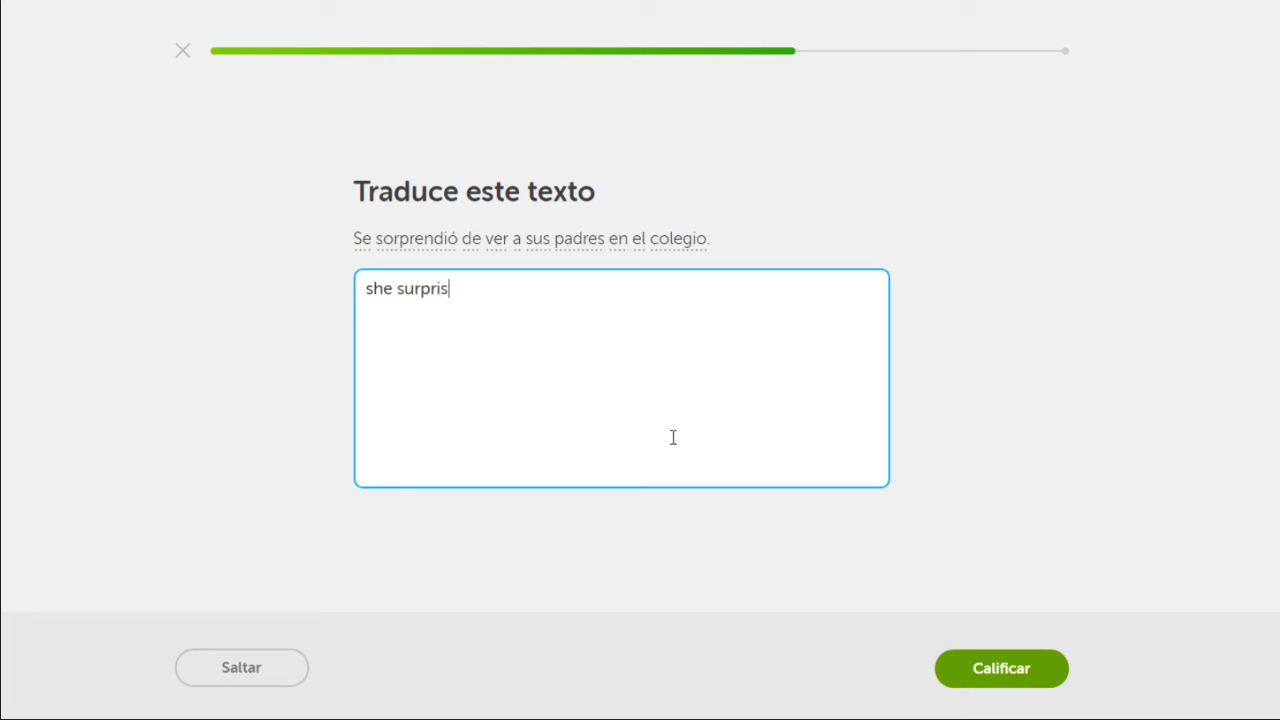 Traduce este texto
Se sorprendió de ver a sus padres en el colegio.
she surpris
Saltar
Calificar